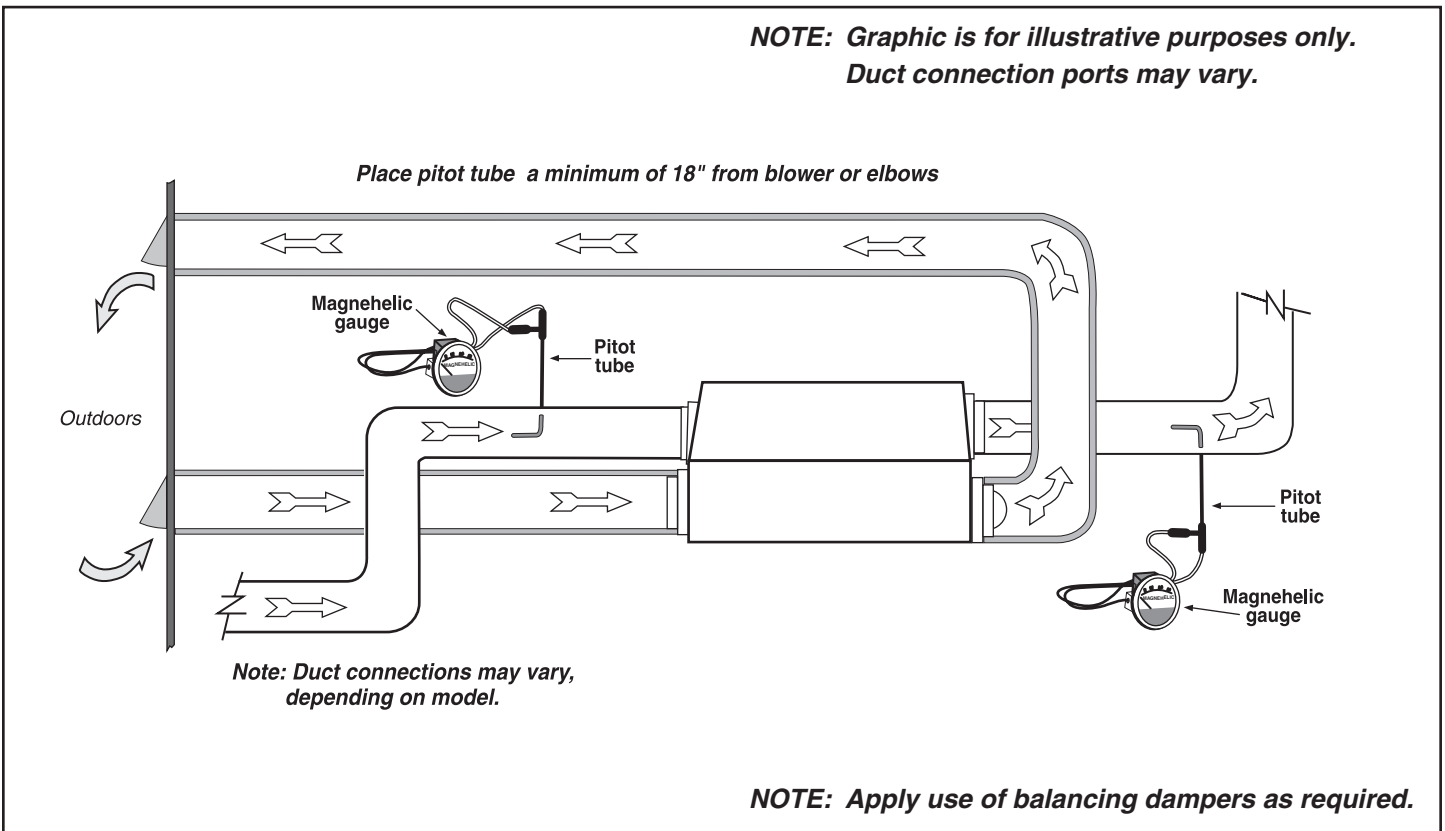 NOTE: Graphic is for illustrative purposes only.
Duct connection ports may vary.
Place pitot tube a minimum of 18" from blower or elbows
Magnehelic
gauge
MAGNEHELIC
Pitot
tube
Outdoors
Pitot
tube
MAGNEHELIC
Magnehelic
gauge
Note: Duct connections may vary,
depending on model.
NOTE: Apply use of balancing dampers as required.